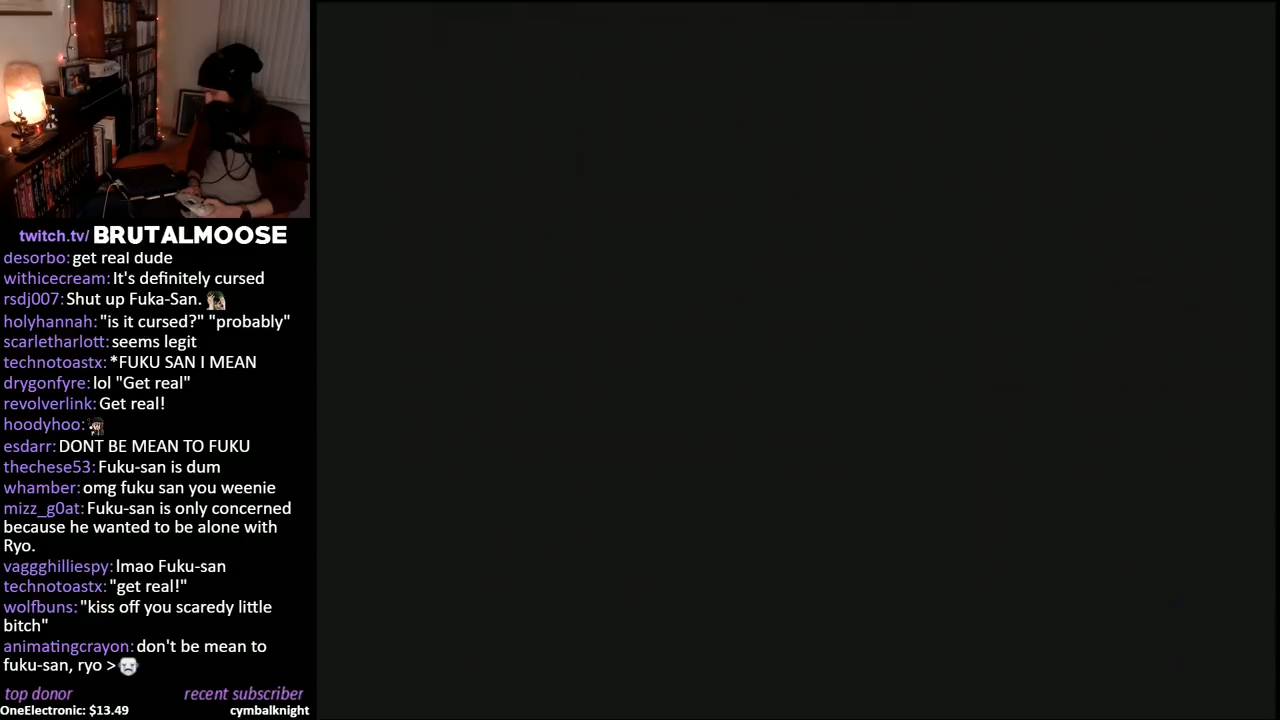 twitch.tv/ BRUTALMOOSE
desorbo: get real dude
withicecream: It's definitely cursed
rsdj007: Shut up Fuka-San.
holyhannah: "is it cursed?" "probably"
scarletharlott: seems legit
technotoastx: *FUKU SAN I MEAN
drygonfyre: lol "Get real"
revolverlink: Get real!
hoodyhoo:
esdarr: DONT BE MEAN TO FUKU
thechese53: Fuku-san is dum
whamber: omg fuku san you weenie
mizz_g0at: Fuku-san is only concerned
because he wanted to be alone with
Ryo.
vaggghilliespy: lmao Fuku-san
technotoastx: "get real!"
wolfbuns: "kiss off you scaredy little
bitch"
animatingcrayon: don't be mean to
fuku-san, ryo >
top donor recent subscriber
OneElectronic: $13.49 cymbalknight